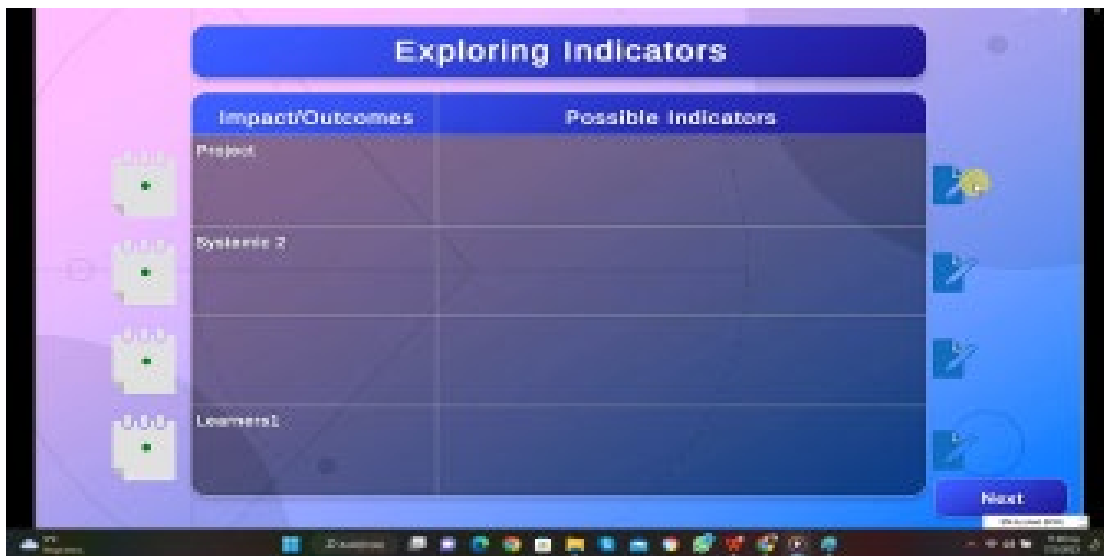 Exploring Indicators
Impact/Outcomes
Possible Indicators
Project
Systemic 2
Learners1
Next